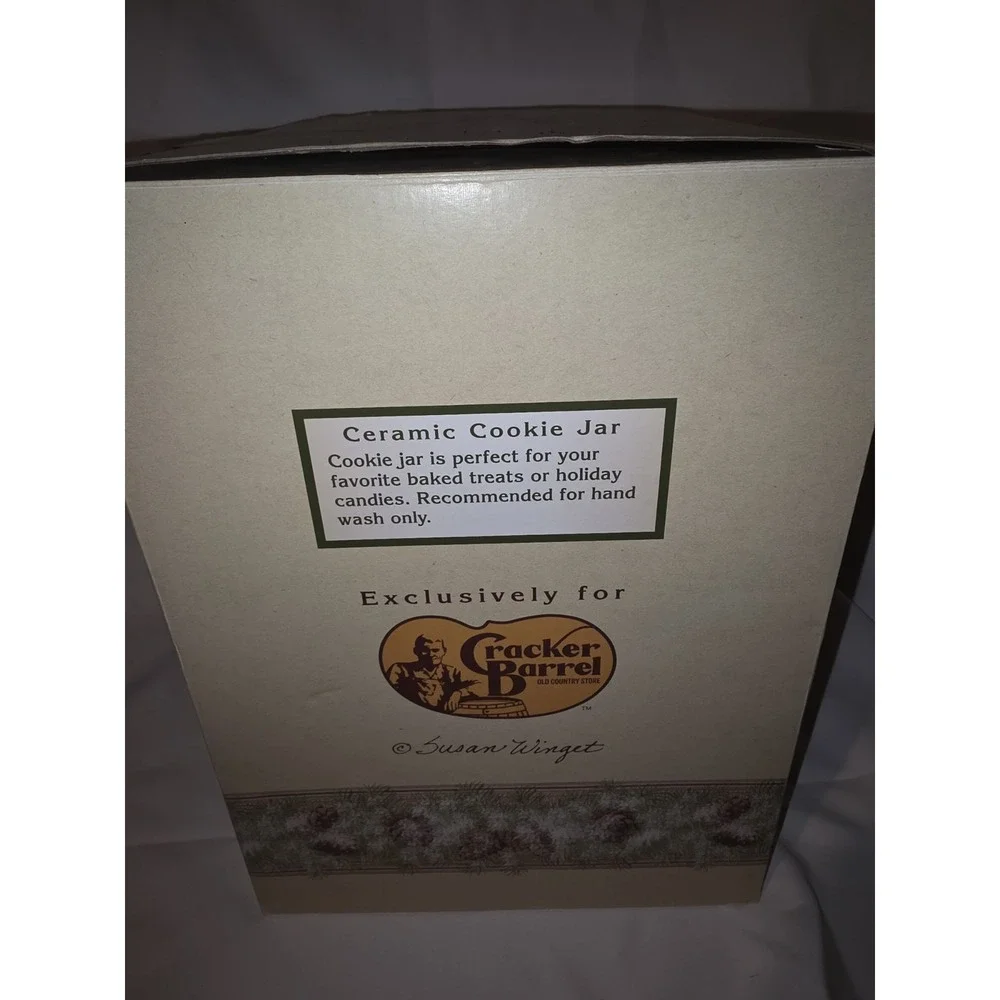 Ceramic Cookie Jar
Cookie jar is perfect for your
favorite baked treats or holiday
candies. Recommended for hand
wash only.
Exclusively for
Cracker
Barrel
OLD COUNTRY STORE
TM
© Susan Winget